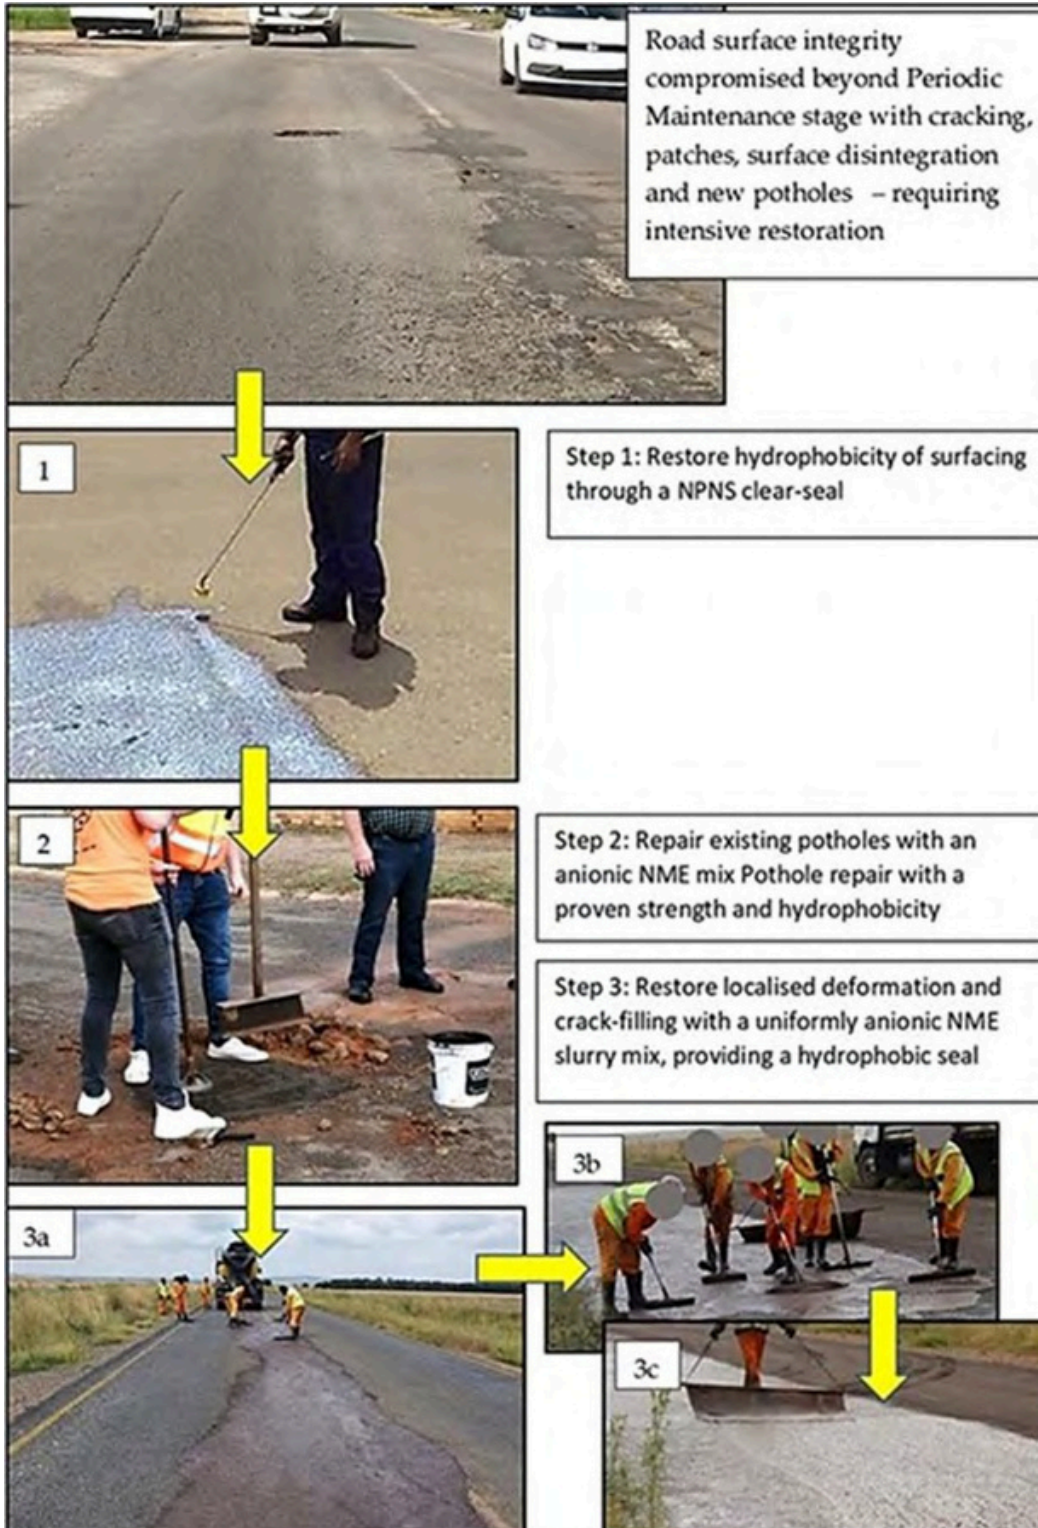 Road surface integrity
compromised beyond Periodic
Maintenance stage with cracking,
patches, surface disintegration
and new potholes – requiring
intensive restoration
1
Step 1: Restore hydrophobicity of surfacing
through a NPNS clear-seal
2
Step 2: Repair existing potholes with an
anionic NME mix Pothole repair with a
proven strength and hydrophobicity
Step 3: Restore localised deformation and
crack-filling with a uniformly anionic NME
slurry mix, providing a hydrophobic seal
3a
3b
3c